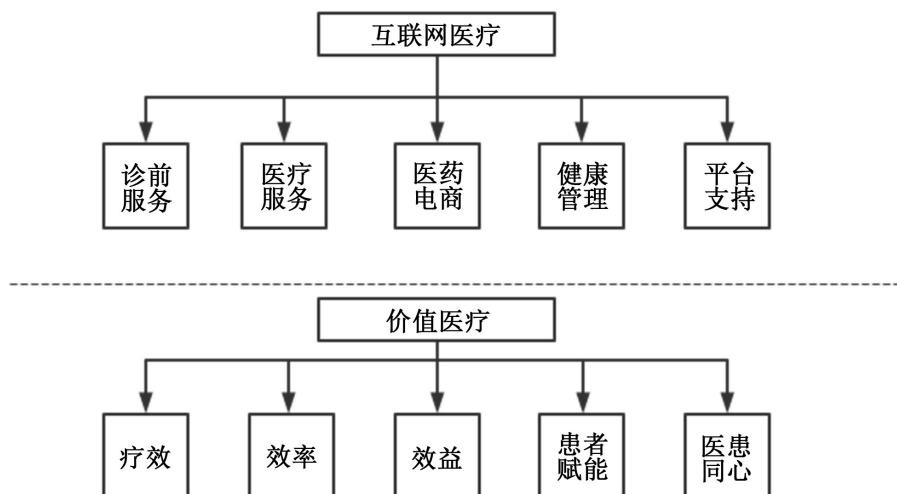 互联网医疗
诊前
服务
医疗
服务
医药
电商
健康
管理
平台
支持
价值医疗
疗效
效率
效益
患者
赋能
医患
同心